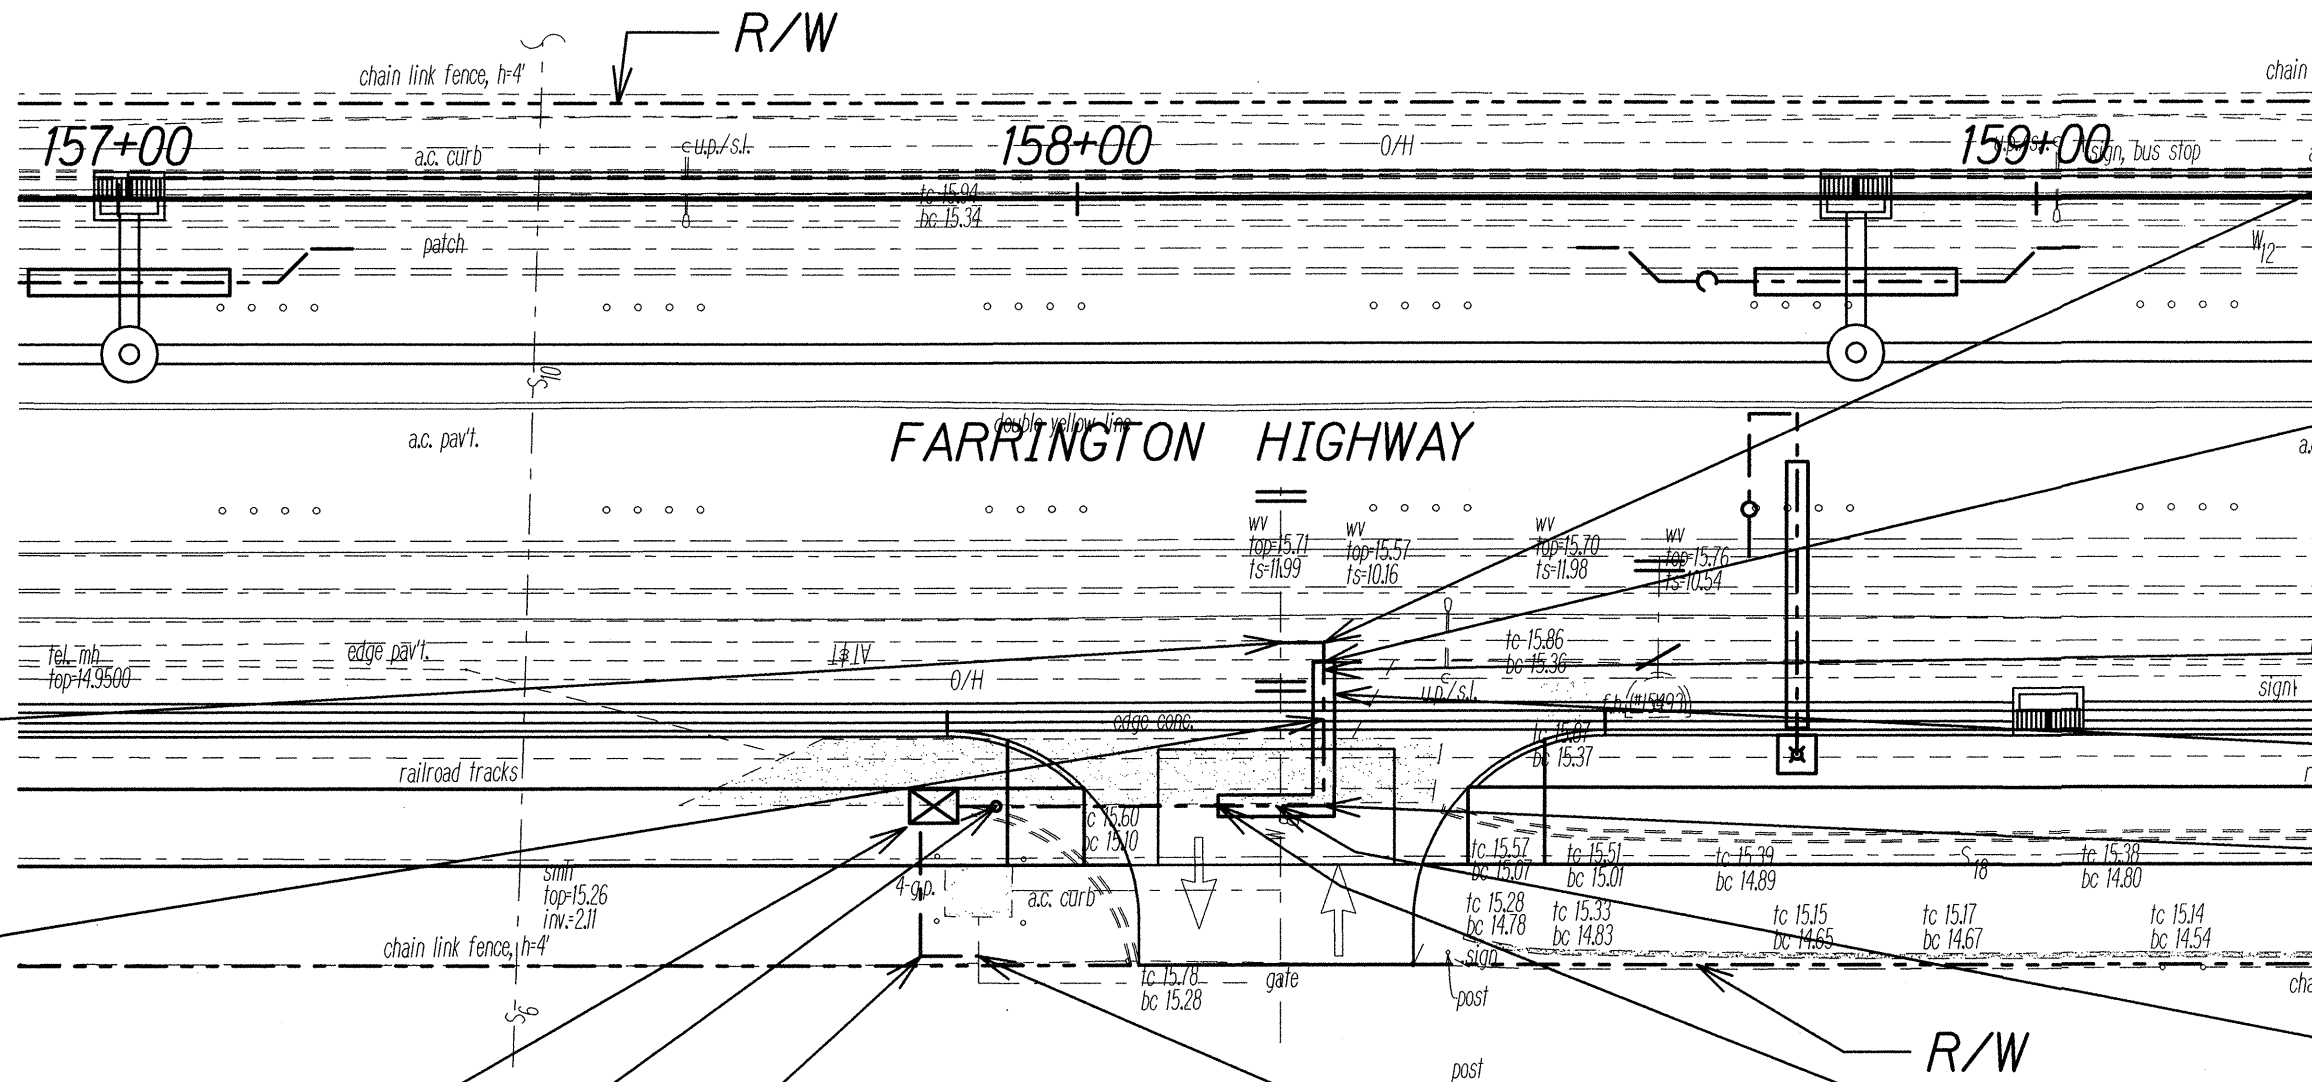 R/W
chain link fence, h=4'
chain
157+00
158+00
159+00
a.c. curb
u.p./s.l.
O/H
sign, bus stop
tc 15.94
bc 15.34
patch
W12
S10
double yellow line
a.c. pav't.
FARRINGTON HIGHWAY
wv
top=15.71
ts=11.99
wv
top=15.57
ts=10.16
wv
top=15.70
ts=11.98
wv
top=15.76
ts=10.54
tel. mh
top=14.9500
edge pav't.
AT&T
O/H
tc 15.86
bc 15.36
u.p./s.l.
sign
edge conc.
tc 15.87
bc 15.37
railroad tracks
tc 15.60
bc 15.10
smh
top=15.26
inv.=2.11
4-g.p.
a.c. curb
tc 15.57
bc 15.07
tc 15.51
bc 15.01
tc 15.39
bc 14.89
S18
tc 15.38
bc 14.80
tc 15.28
bc 14.78
tc 15.33
bc 14.83
tc 15.15
bc 14.65
tc 15.17
bc 14.67
tc 15.14
bc 14.54
chain link fence, h=4'
sign
tc 15.78
bc 15.28
gate
post
S6
R/W
post